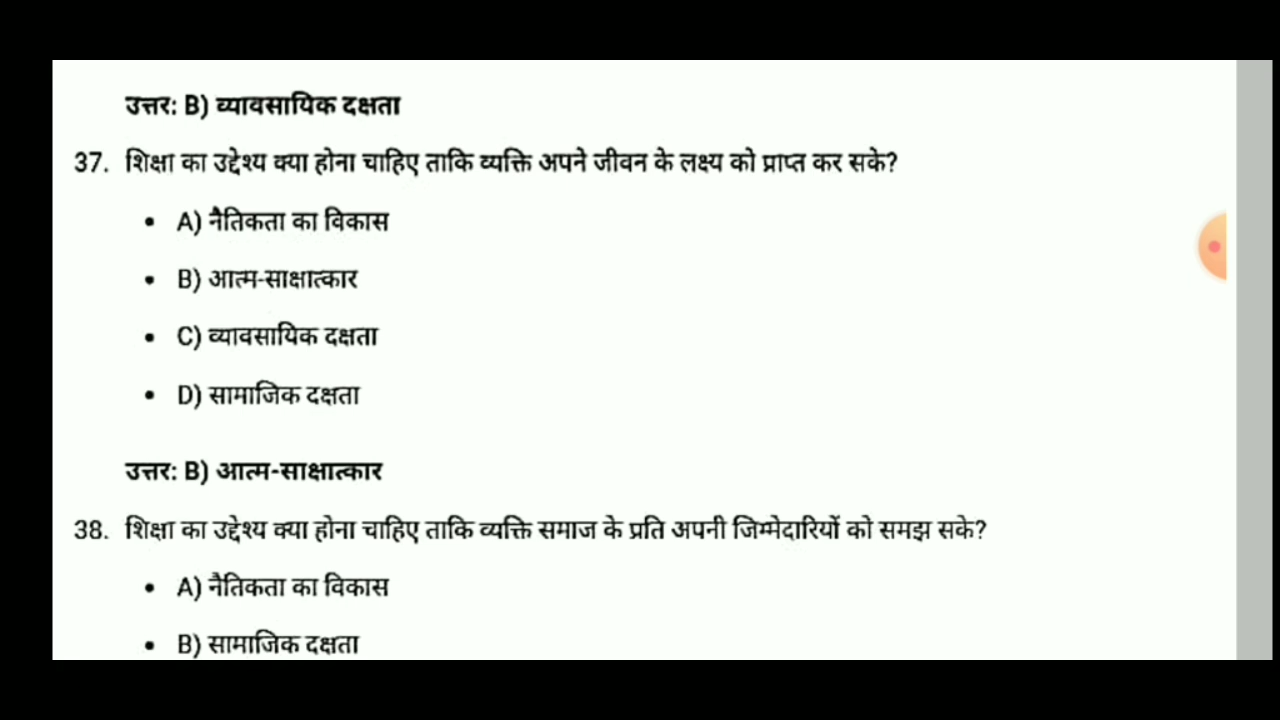 उत्तर: B) व्यावसायिक दक्षता
37. शिक्षा का उद्देश्य क्या होना चाहिए ताकि व्यक्ति अपने जीवन के लक्ष्य को प्राप्त कर सके?
• A) नैतिकता का विकास
• B) आत्म-साक्षात्कार
• C) व्यावसायिक दक्षता
• D) सामाजिक दक्षता
उत्तर: B) आत्म-साक्षात्कार
38. शिक्षा का उद्देश्य क्या होना चाहिए ताकि व्यक्ति समाज के प्रति अपनी जिम्मेदारियों को समझ सके?
• A) नैतिकता का विकास
• B) सामाजिक दक्षता